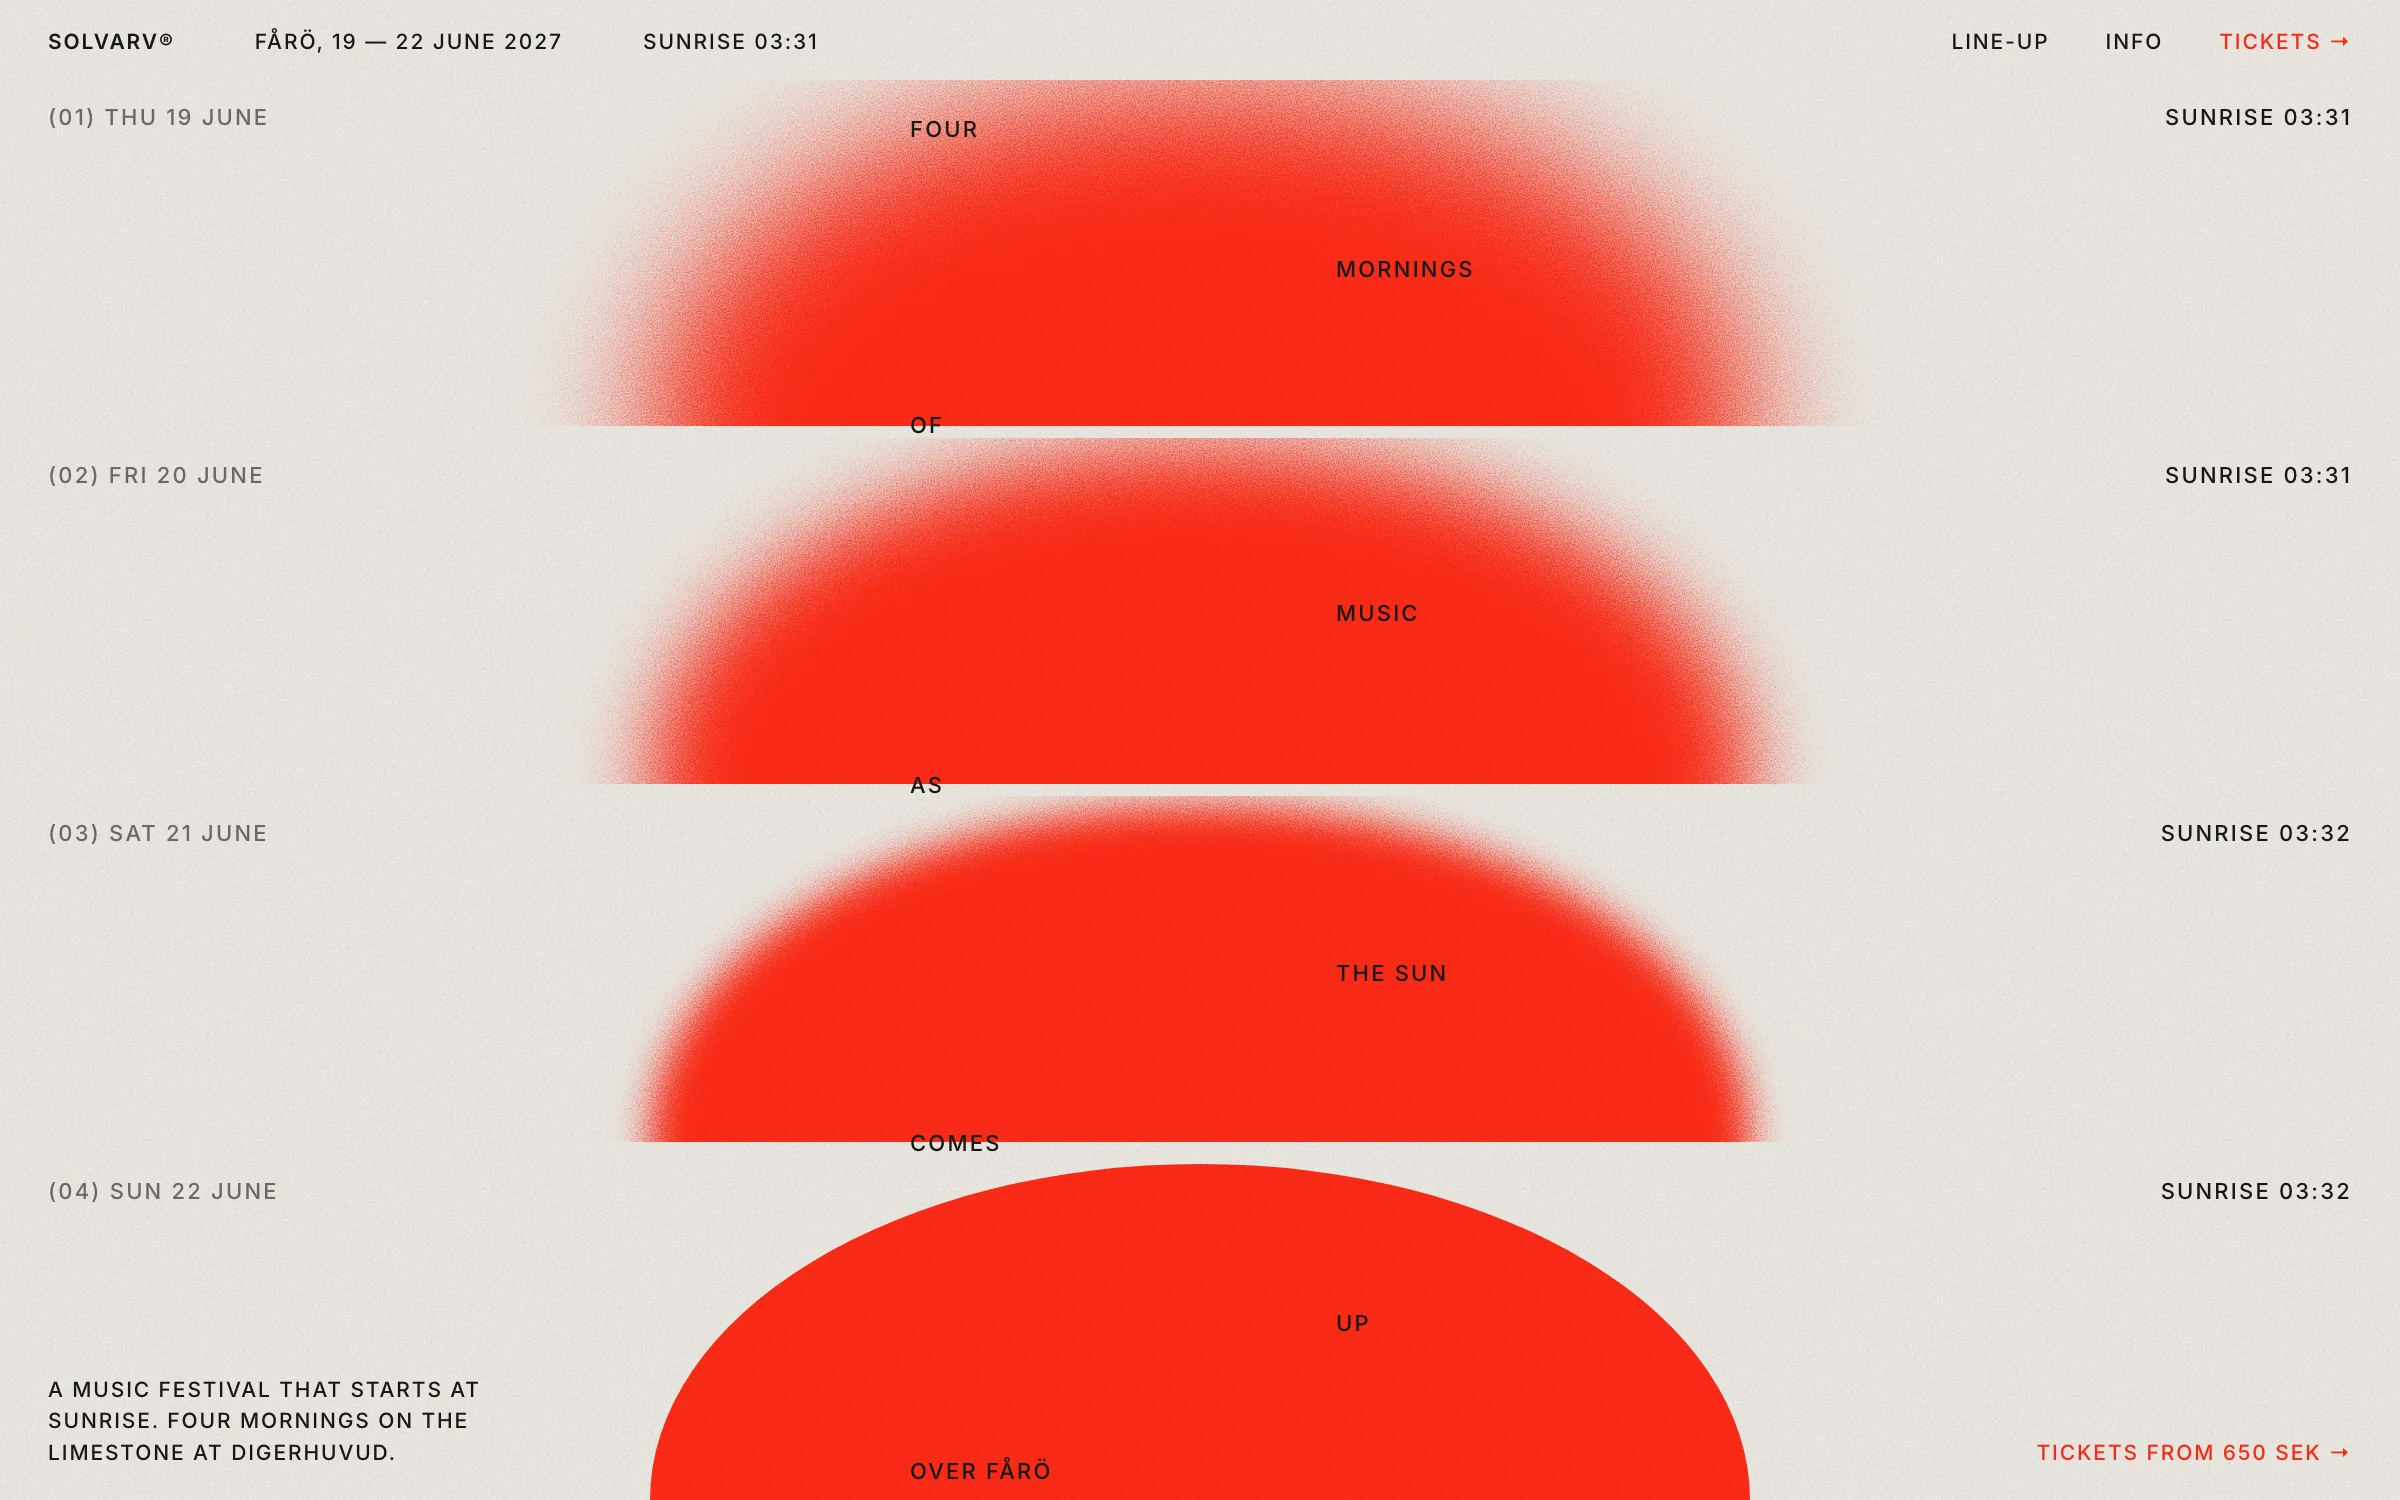 SOLVARV®
FÅRÖ, 19 — 22 JUNE 2027
SUNRISE 03:31
LINE-UP
INFO
TICKETS →
(01) THU 19 JUNE
SUNRISE 03:31
FOUR
MORNINGS
OF
(02) FRI 20 JUNE
SUNRISE 03:31
MUSIC
AS
(03) SAT 21 JUNE
SUNRISE 03:32
THE SUN
COMES
(04) SUN 22 JUNE
SUNRISE 03:32
UP
OVER FÅRÖ
A MUSIC FESTIVAL THAT STARTS AT
SUNRISE. FOUR MORNINGS ON THE
LIMESTONE AT DIGERHUVUD.
TICKETS FROM 650 SEK →